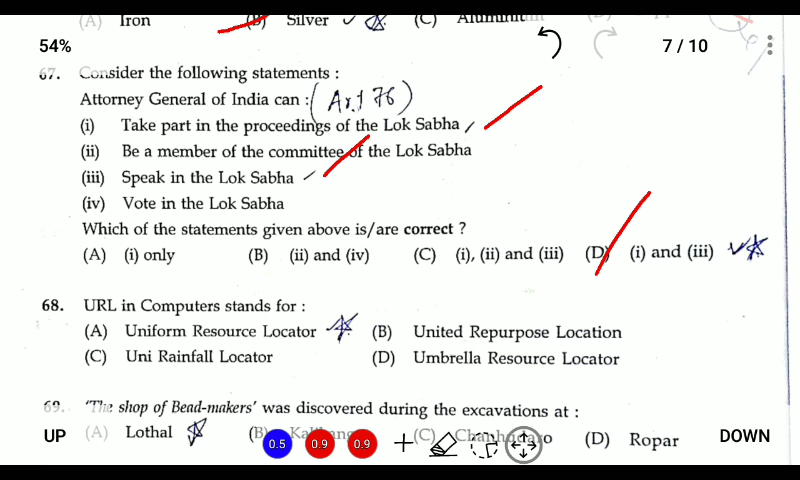 (A) Iron (B) Silver (C) Aluminium
54% 7 / 10
67. Consider the following statements :
Attorney General of India can : (Art 76)
(i) Take part in the proceedings of the Lok Sabha
(ii) Be a member of the committee of the Lok Sabha
(iii) Speak in the Lok Sabha
(iv) Vote in the Lok Sabha
Which of the statements given above is/are correct ?
(A) (i) only (B) (ii) and (iv) (C) (i), (ii) and (iii) (D) (i) and (iii)
68. URL in Computers stands for :
(A) Uniform Resource Locator (B) United Repurpose Location
(C) Uni Rainfall Locator (D) Umbrella Resource Locator
69. 'The shop of Bead-makers' was discovered during the excavations at :
UP (A) Lothal (B) (C) Chanhudaro (D) Ropar DOWN
0.5 0.9 0.9